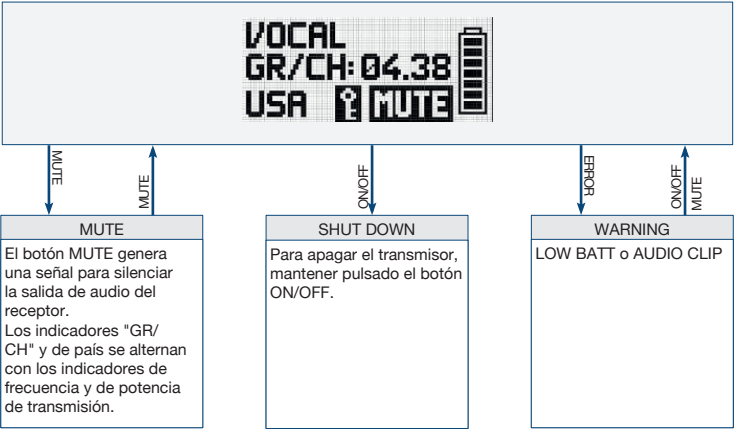 VOCAL
GR/CH: 04.38
USA MUTE
MUTE
MUTE
ON/OFF
ERROR
ON/OFF
MUTE
MUTE
El botón MUTE genera
una señal para silenciar
la salida de audio del
receptor.
Los indicadores "GR/
CH" y de país se alternan
con los indicadores de
frecuencia y de potencia
de transmisión.
SHUT DOWN
Para apagar el transmisor,
mantener pulsado el botón
ON/OFF.
WARNING
LOW BATT o AUDIO CLIP